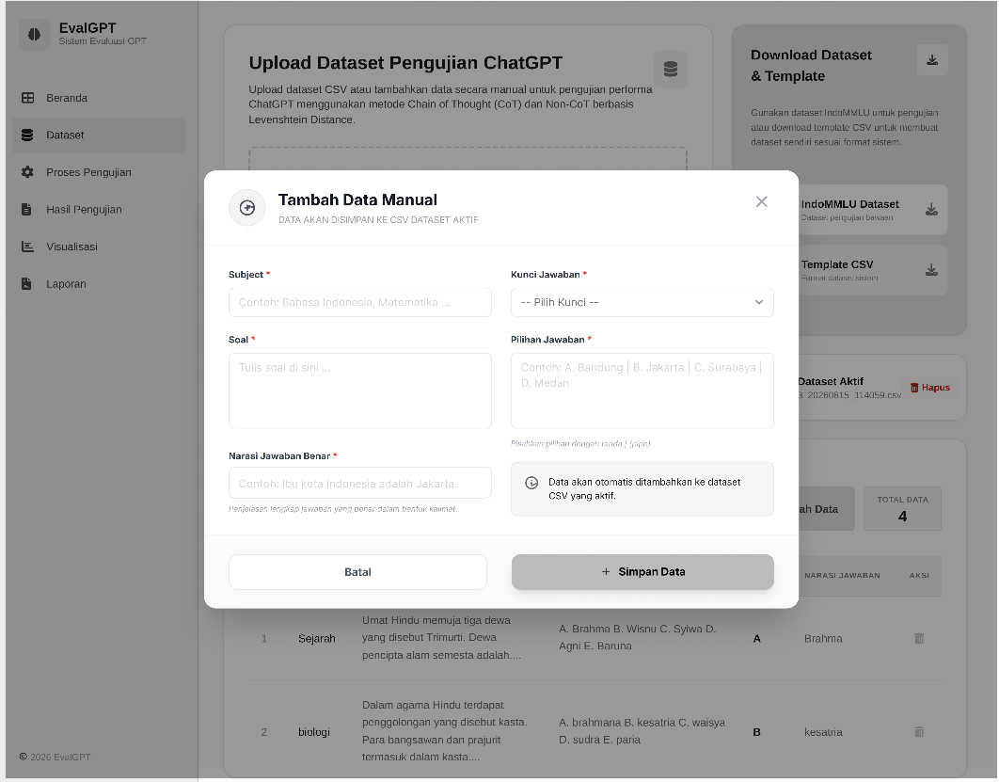 EvalGPT
Sistem Evaluasi GPT
Beranda
Dataset
Proses Pengujian
Hasil Pengujian
Visualisasi
Laporan
© 2026 EvalGPT
Upload Dataset Pengujian ChatGPT
Upload dataset CSV atau tambahkan data secara manual untuk pengujian performa
ChatGPT menggunakan metode Chain of Thought (CoT) dan Non-CoT berbasis
Levenshtein Distance.
Download Dataset
& Template
Gunakan dataset IndoMMLU untuk pengujian
atau download template CSV untuk membuat
dataset sendiri sesuai format sistem.
IndoMMLU Dataset
Dataset pengujian bawaan
Template CSV
Format dataset sistem
Dataset Aktif
3_20260615_114059.csv
Hapus
Tambah Data Manual
DATA AKAN DISIMPAN KE CSV DATASET AKTIF
Subject *
Contoh: Bahasa Indonesia, Matematika ...
Kunci Jawaban *
-- Pilih Kunci --
Soal *
Tulis soal di sini ...
Pilihan Jawaban *
Contoh: A. Bandung | B. Jakarta | C. Surabaya |
D. Medan
Pisahkan pilihan dengan tanda | (pipe)
Narasi Jawaban Benar *
Contoh: Ibu kota Indonesia adalah Jakarta.
Penjelasan lengkap jawaban yang benar dalam bentuk kalimat.
Data akan otomatis ditambahkan ke dataset
CSV yang aktif.
Batal
+ Simpan Data
ah Data
TOTAL DATA
4
NARASI JAWABAN
AKSI
1
Sejarah
Umat Hindu memuja tiga dewa
yang disebut Trimurti. Dewa
pencipta alam semesta adalah....
A. Brahma B. Wisnu C. Syiwa D.
Agni E. Baruna
A
Brahma
2
biologi
Dalam agama Hindu terdapat
penggolongan yang disebut kasta.
Para bangsawan dan prajurit
termasuk dalam kasta....
A. brahmana B. kesatria C. waisya
D. sudra E. paria
B
kesatria